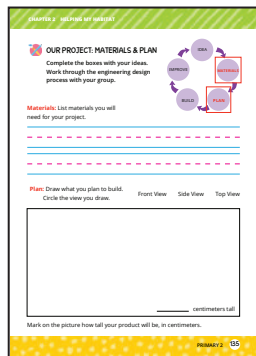 CHAPTER 2 HELPING MY HABITAT
OUR PROJECT: MATERIALS & PLAN
Complete the boxes with your ideas.
Work through the engineering design
process with your group.
IDEA
MATERIALS
PLAN
BUILD
IMPROVE
Materials: List materials you will
need for your project.
Plan: Draw what you plan to build.
Circle the view you draw.
Front View Side View Top View
centimeters tall
Mark on the picture how tall your product will be, in centimeters.
PRIMARY 2 135